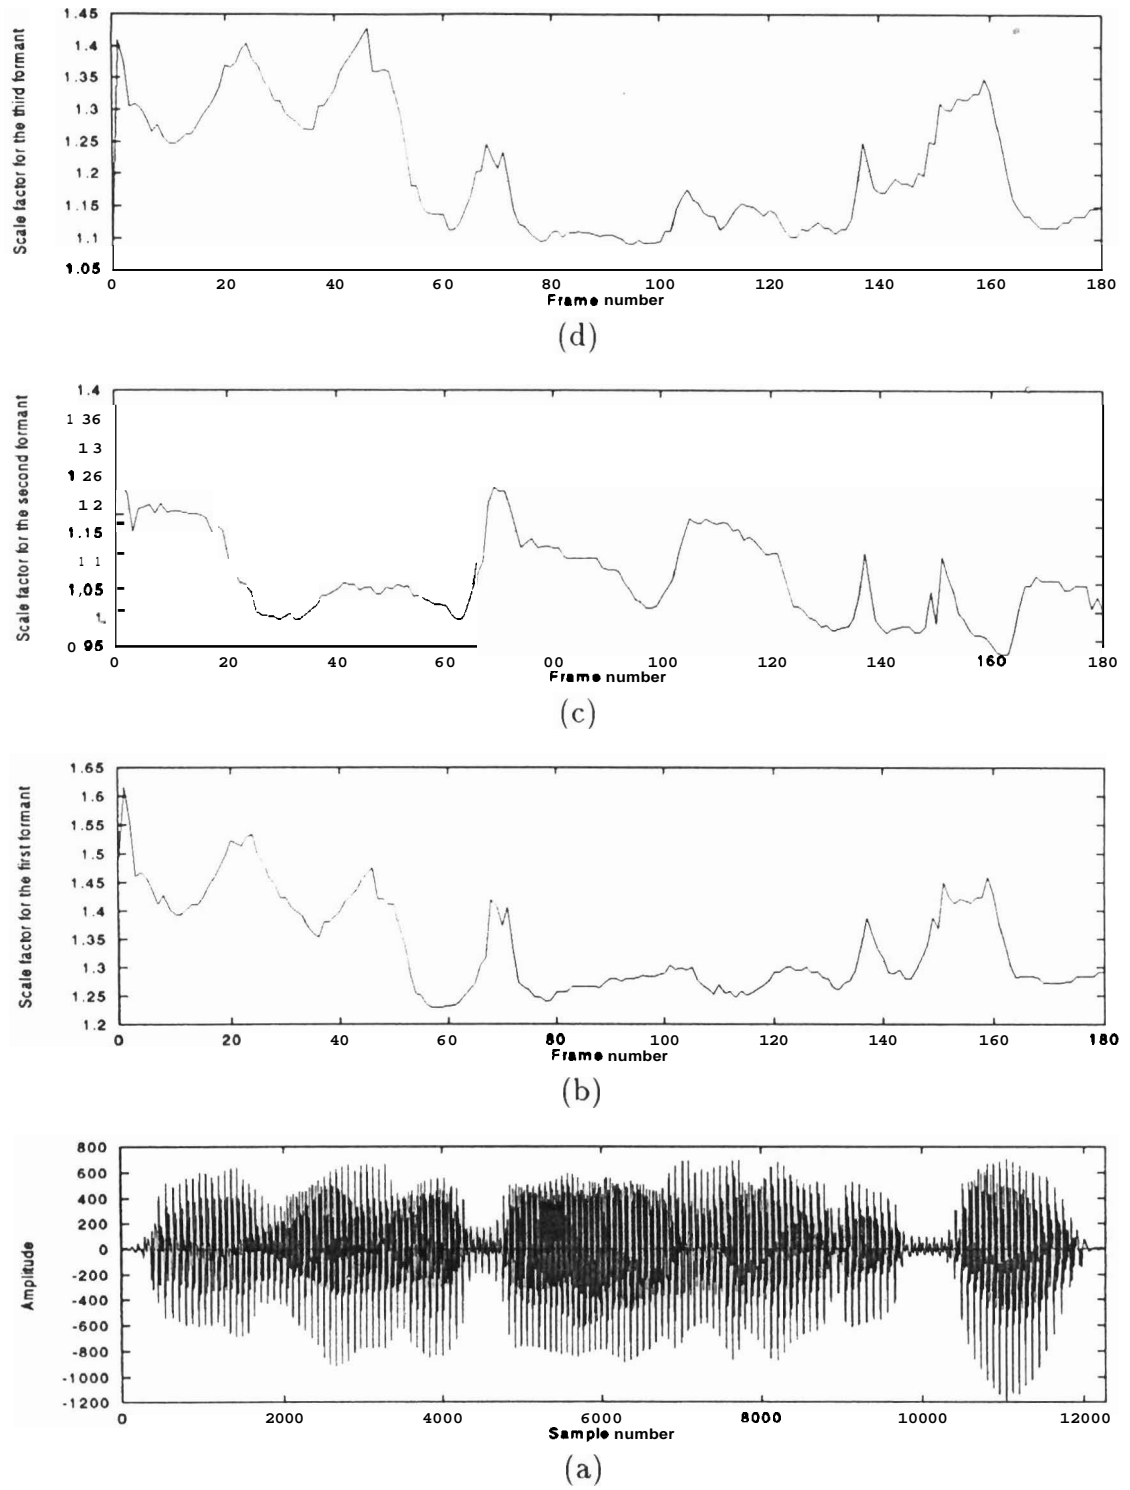 Scale factor for the third formant
1.45
1.4
1.35
1.3
1.25
1.2
1.15
1.1
1.05
0 20 40 60 80 100 120 140 160 180
Frame number
(d)
Scale factor for the second formant
1.4
1 36
1 3
1 26
1 2
1.15
1 1
1.05
1.
0 95
0 20 40 60 00 100 120 140 160 180
Frame number
(c)
Scale factor for the first formant
1.65
1.6
1.55
1.5
1.45
1.4
1.35
1.3
1.25
1.2
0 20 40 60 80 100 120 140 160 180
Frame number
(b)
Amplitude
800
600
400
200
0
-200
-400
-600
-800
-1000
-1200
0 2000 4000 6000 8000 10000 12000
Sample number
(a)